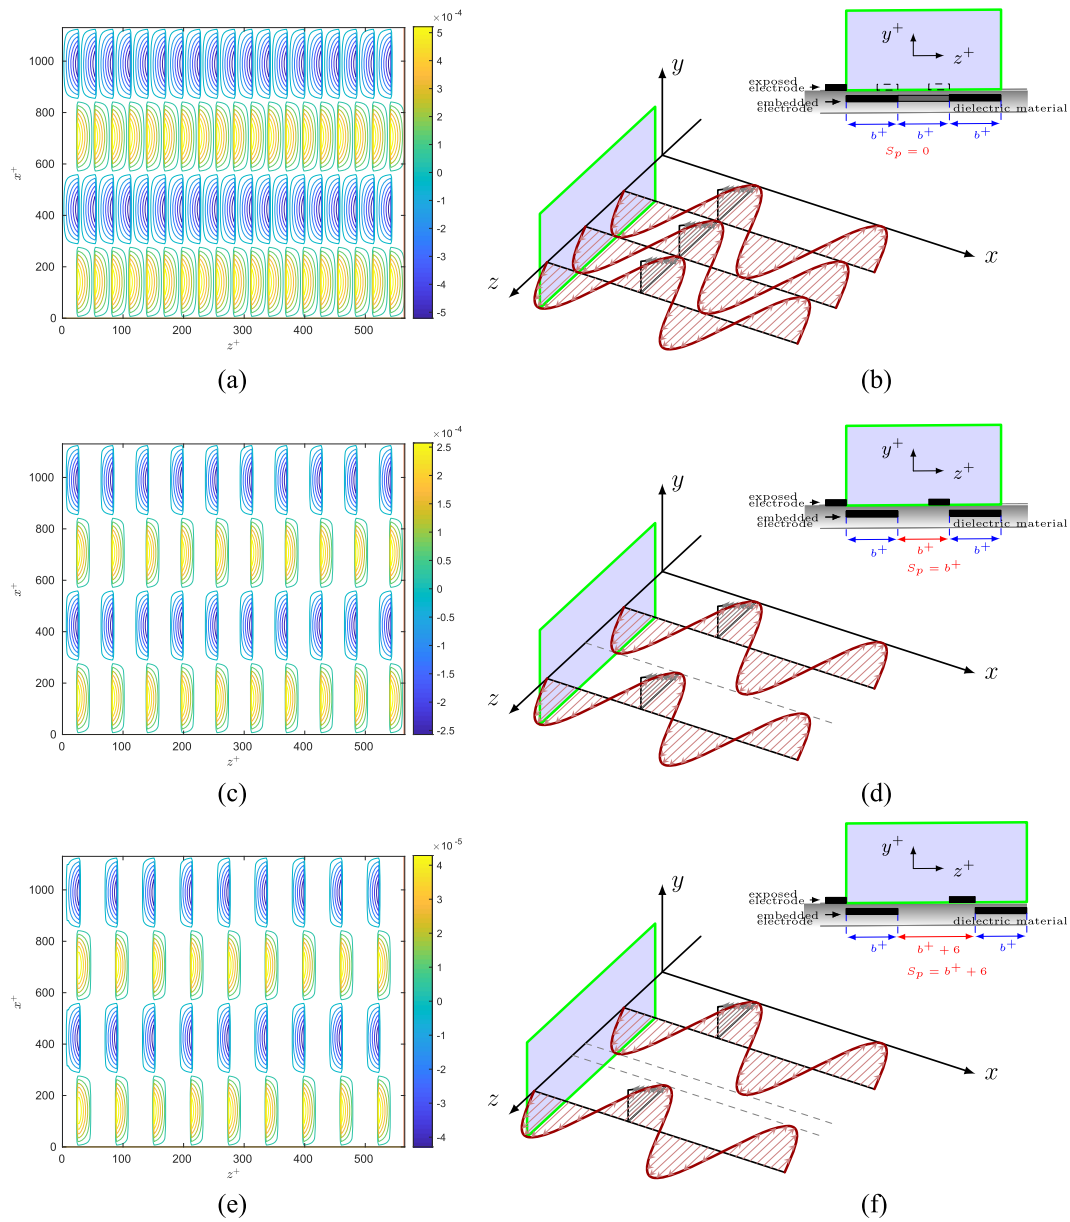 ×10⁻⁴
5
4
3
2
1
0
-1
-2
-3
-4
-5
1000
800
600
400
200
0
x⁺
0 100 200 300 400 500
z⁺
(a)
y
x
z
y⁺
z⁺
exposed
electrode
embedded
electrode
dielectric material
b⁺ b⁺ b⁺
S_p = 0
(b)
×10⁻⁴
2.5
2
1.5
1
0.5
0
-0.5
-1
-1.5
-2
-2.5
1000
800
600
400
200
0
x⁺
0 100 200 300 400 500
z⁺
(c)
y
x
z
y⁺
z⁺
exposed
electrode
embedded
electrode
dielectric material
b⁺ b⁺ b⁺
S_p = b⁺
(d)
×10⁻⁵
4
3
2
1
0
-1
-2
-3
-4
1000
800
600
400
200
0
x⁺
0 100 200 300 400 500
z⁺
(e)
y
x
z
y⁺
z⁺
exposed
electrode
embedded
electrode
dielectric material
b⁺ b⁺ + 6 b⁺
S_p = b⁺ + 6
(f)